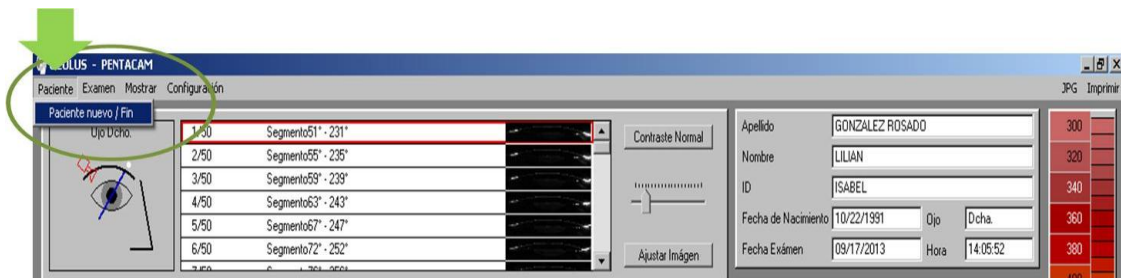 OCULUS - PENTACAM
Paciente Examen Mostrar Configuración JPG Imprimir
Paciente nuevo / Fin
Ojo Dcho.
1/50 Segmento51° - 231°
2/50 Segmento55° - 235°
3/50 Segmento59° - 239°
4/50 Segmento63° - 243°
5/50 Segmento67° - 247°
6/50 Segmento72° - 252°
Contraste Normal
Ajustar Imágen
Apellido GONZALEZ ROSADO
Nombre LILIAN
ID ISABEL
Fecha de Nacimiento 10/22/1991 Ojo Dcha.
Fecha Exámen 09/17/2013 Hora 14:05:52
300
320
340
360
380